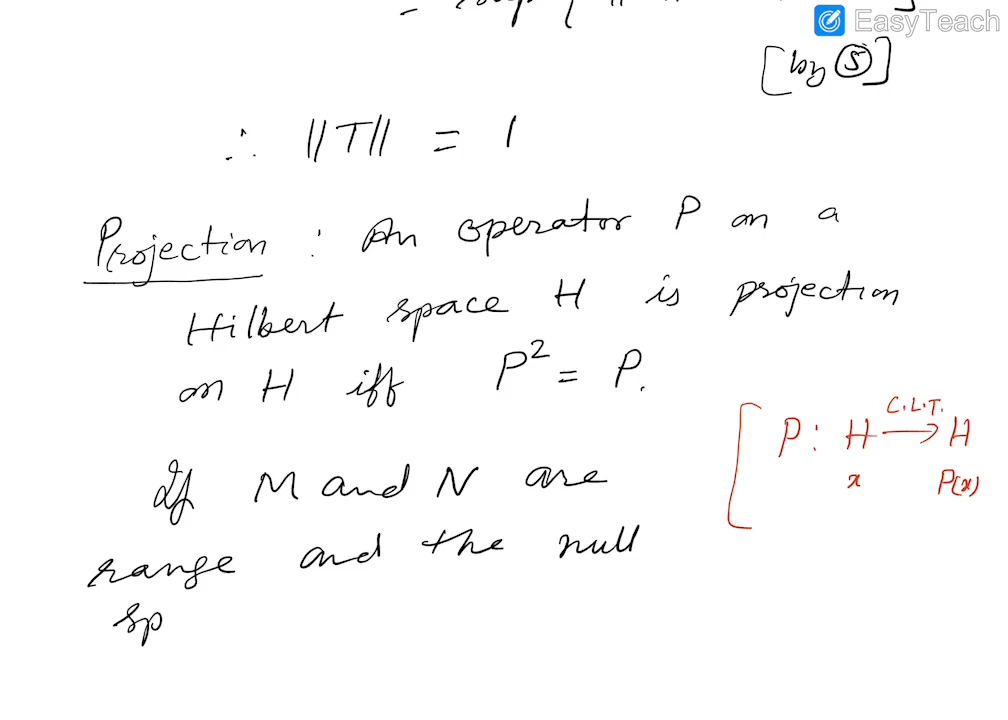 EasyTeach
[by ⑤]
∴ ||T|| = 1
Projection : An operator P on a
Hilbert space H is projection
on H iff P² = P.
C.L.T.
P: H → H
x P(x)
If M and N are
range and the null
sp